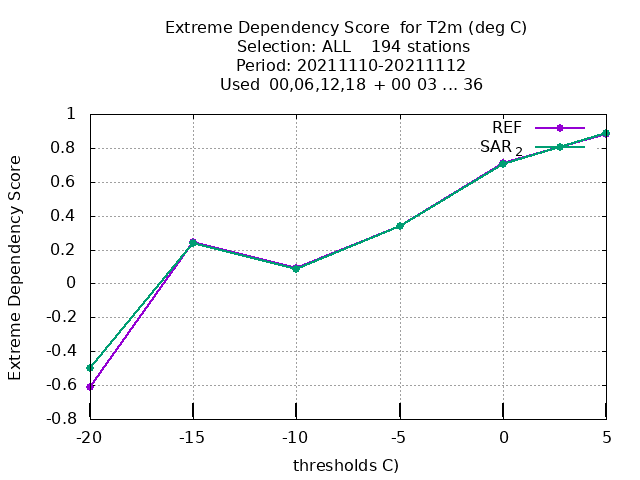 Extreme Dependency Score  for T2m (deg C)
Selection: ALL    194 stations
Period: 20211110-20211112
Used  00,06,12,18  + 00 03 ... 36
REF
SAR 2
Extreme Dependency Score
1
0.8
0.6
0.4
0.2
0
-0.2
-0.4
-0.6
-0.8
-20
-15
-10
-5
0
5
thresholds C)